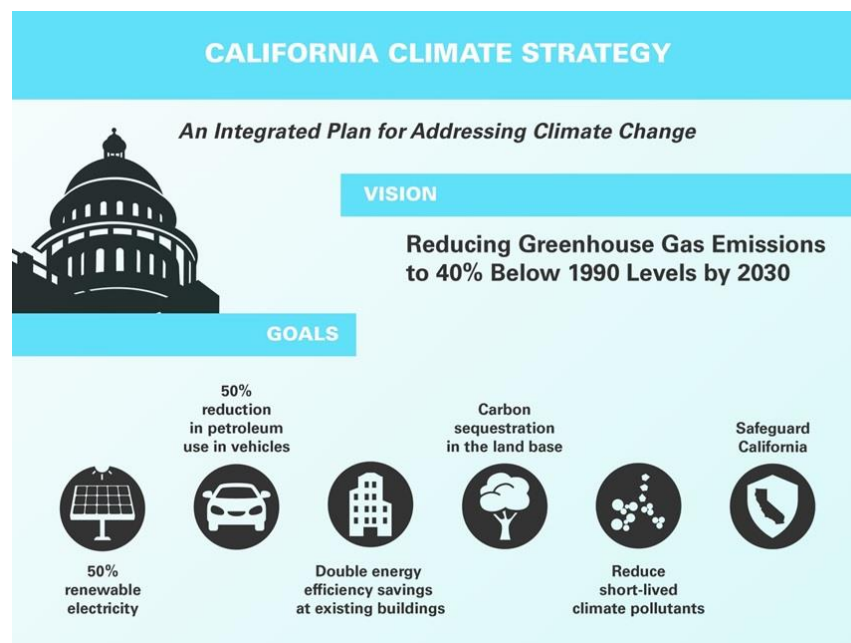 CALIFORNIA CLIMATE STRATEGY
An Integrated Plan for Addressing Climate Change
VISION
Reducing Greenhouse Gas Emissions
to 40% Below 1990 Levels by 2030
GOALS
50%
renewable
electricity
50%
reduction
in petroleum
use in vehicles
Double energy
efficiency savings
at existing buildings
Carbon
sequestration
in the land base
Reduce
short-lived
climate pollutants
Safeguard
California